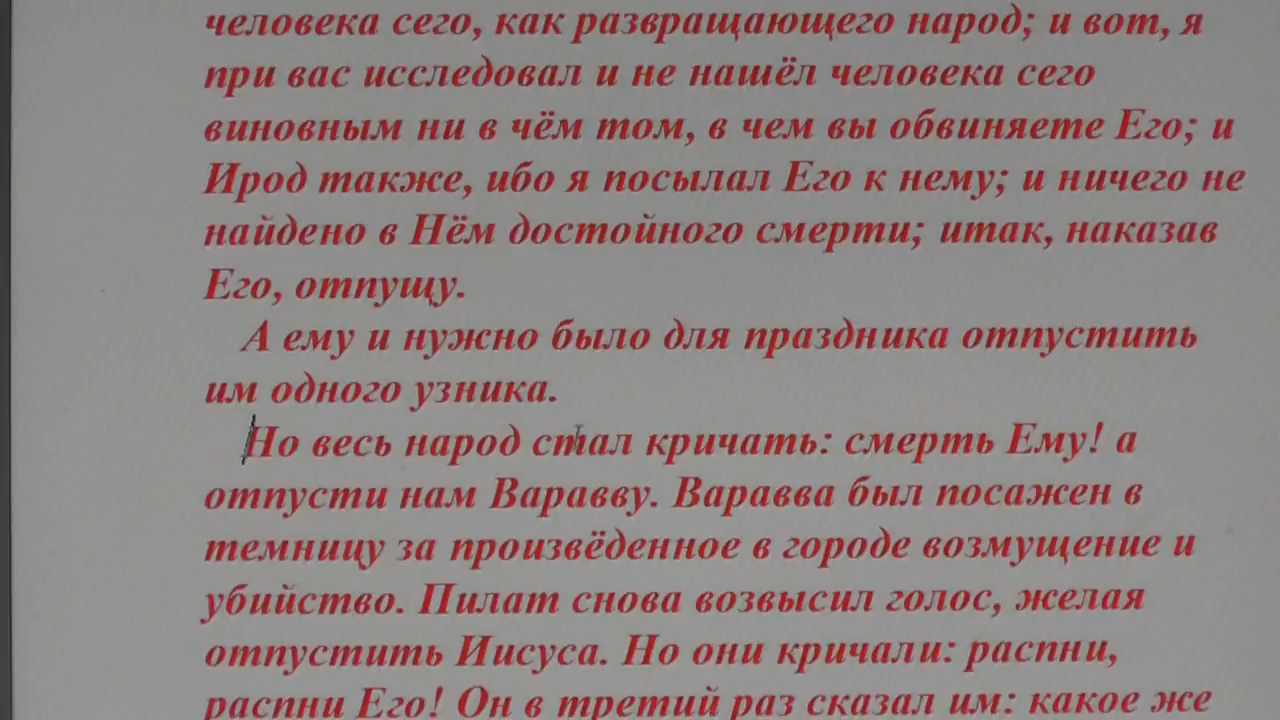 человека сего, как развращающего народ; и вот, я
при вас исследовал и не нашёл человека сего
виновным ни в чём том, в чем вы обвиняете Его; и
Ирод также, ибо я посылал Его к нему; и ничего не
найдено в Нём достойного смерти; итак, наказав
Его, отпущу.
А ему и нужно было для праздника отпустить
им одного узника.
Но весь народ стал кричать: смерть Ему! а
отпусти нам Варавву. Варавва был посажен в
темницу за произвёденное в городе возмущение и
убийство. Пилат снова возвысил голос, желая
отпустить Иисуса. Но они кричали: распни,
распни Его! Он в третий раз сказал им: какое же